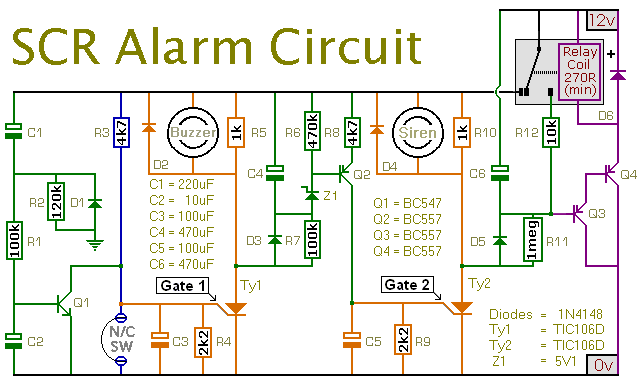 SCR Alarm Circuit
12v
Relay
Coil
270R
(min)
+
D6
C1
R3
4k7
Buzzer
D2
1k
R5
R6
470k
R8
4k7
Siren
D4
1k
R10
R12
10k
C4
C6
Q2
Q4
R2
120k
D1
C1 = 220uF
C2 = 10uF
C3 = 100uF
C4 = 470uF
C5 = 100uF
C6 = 470uF
Z1
Q1 = BC547
Q2 = BC557
Q3 = BC557
Q4 = BC557
Q3
100k
R1
D3
R7
100k
D5
1meg
R11
Gate 1
Ty1
Gate 2
Ty2
Q1
N/C
SW
C2
C3
2k2
R4
C5
2k2
R9
Diodes = 1N4148
Ty1 = TIC106D
Ty2 = TIC106D
Z1 = 5V1
0v